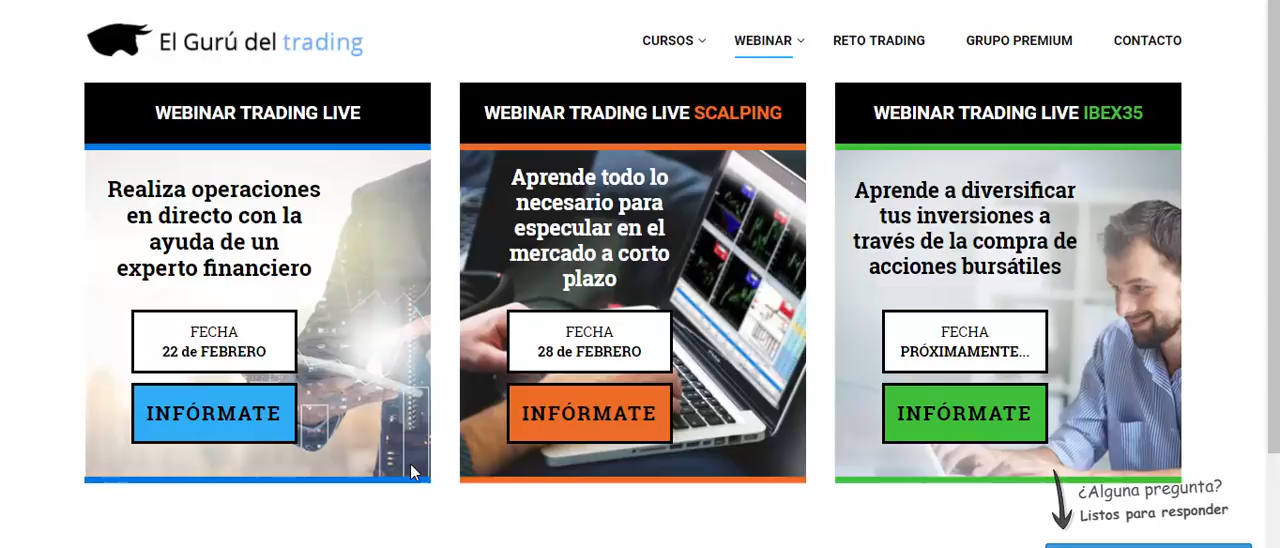 El Gurú del trading
CURSOS
WEBINAR
RETO TRADING
GRUPO PREMIUM
CONTACTO
WEBINAR TRADING LIVE
Realiza operaciones
en directo con la
ayuda de un
experto financiero
FECHA
22 de FEBRERO
INFÓRMATE
WEBINAR TRADING LIVE SCALPING
Aprende todo lo
necesario para
especular en el
mercado a corto
plazo
FECHA
28 de FEBRERO
INFÓRMATE
WEBINAR TRADING LIVE IBEX35
Aprende a diversificar
tus inversiones a
través de la compra de
acciones bursátiles
FECHA
PRÓXIMAMENTE...
INFÓRMATE
¿Alguna pregunta?
Listos para responder